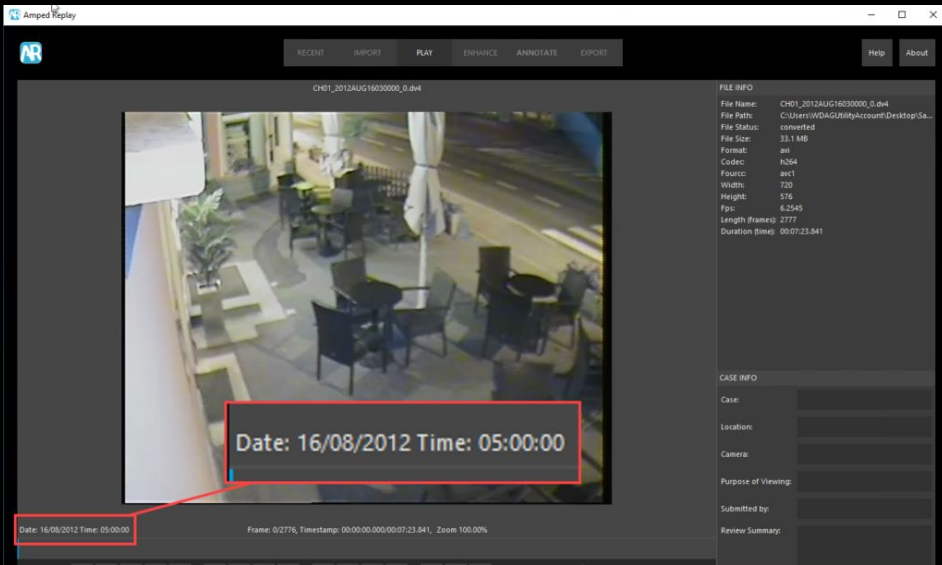 Amped Replay
RECENT IMPORT PLAY ENHANCE ANNOTATE EXPORT
Help About
CH01_2012AUG16030000_0.dv4
FILE INFO
File Name: CH01_2012AUG16030000_0.dv4
File Path: C:\Users\WDAGUtilityAccount\Desktop\Sa...
File Status: converted
File Size: 33.1 MB
Format: avi
Codec: h264
Fourcc: avc1
Width: 720
Height: 576
Fps: 6.2545
Length (frames): 2777
Duration (time): 00:07:23.841
CASE INFO
Case:
Location:
Camera:
Purpose of Viewing:
Submitted by:
Review Summary:
Date: 16/08/2012 Time: 05:00:00
Date: 16/08/2012 Time: 05:00:00
Frame: 0/2776, Timestamp: 00:00:00.000/00:07:23.841, Zoom 100.00%